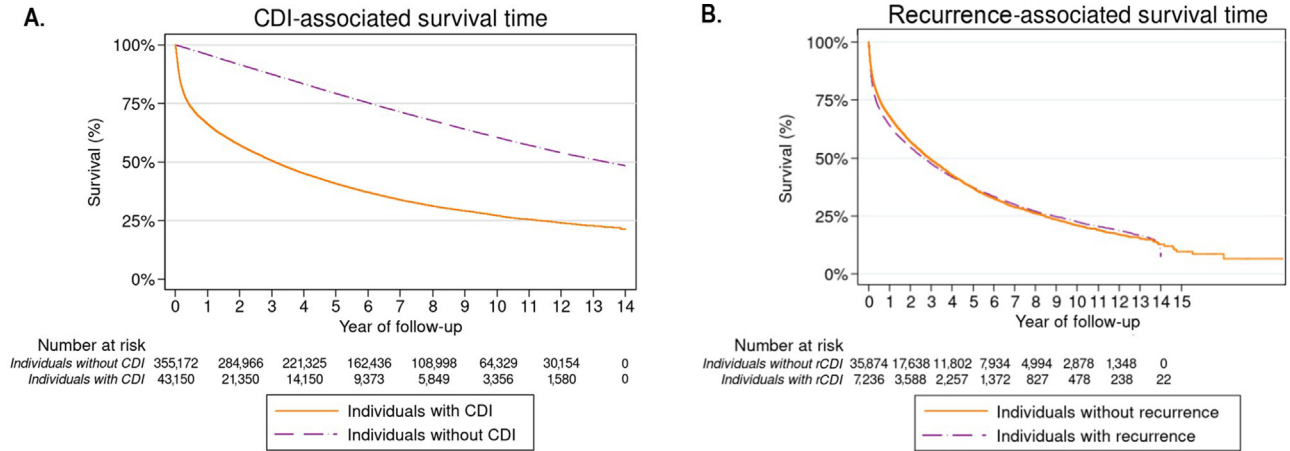 A.
CDI-associated survival time
100%
75%
50%
25%
0%
Survival (%)
0 1 2 3 4 5 6 7 8 9 10 11 12 13 14
Year of follow-up
Number at risk
Individuals without CDI 355,172 284,966 221,325 162,436 108,998 64,329 30,154 0
Individuals with CDI 43,150 21,350 14,150 9,373 5,849 3,356 1,580 0
Individuals with CDI
Individuals without CDI
B.
Recurrence-associated survival time
100%
75%
50%
25%
0%
Survival (%)
0 1 2 3 4 5 6 7 8 9 10 11 12 13 14 15
Year of follow-up
Number at risk
Individuals without rCDI 35,874 17,638 11,802 7,934 4,994 2,878 1,348 0
Individuals with rCDI 7,236 3,588 2,257 1,372 827 478 238 22
Individuals without recurrence
Individuals with recurrence